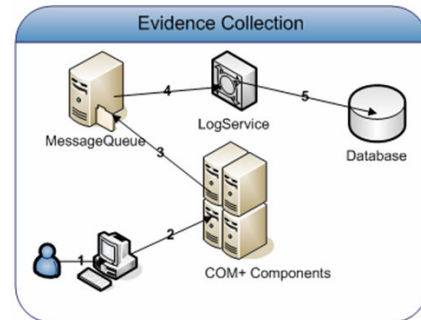 Evidence Collection
4
5
MessageQueue
LogService
Database
3
2
1
COM+ Components